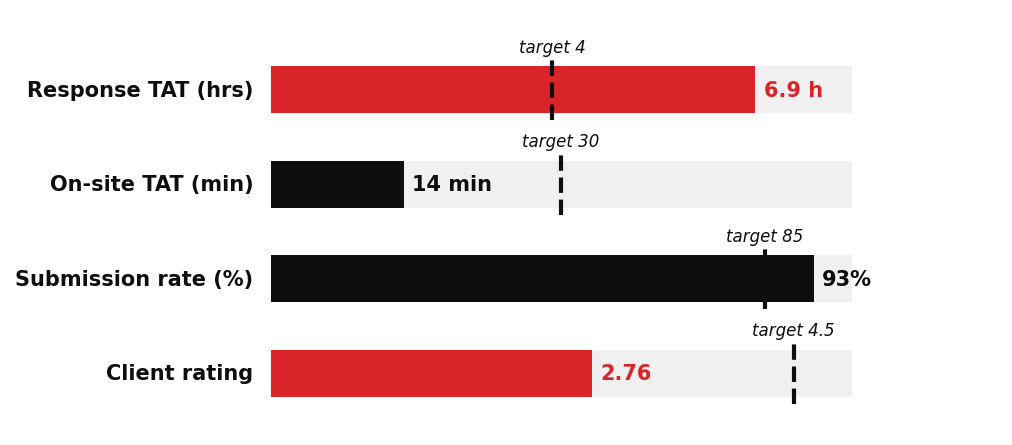 target 4
Response TAT (hrs) 6.9 h
target 30
On-site TAT (min) 14 min
target 85
Submission rate (%) 93%
target 4.5
Client rating 2.76